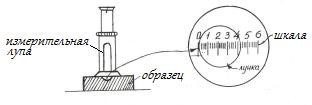 измерительная
лупа
образец
0 1 2 3 4 5 6
шкала
лунка